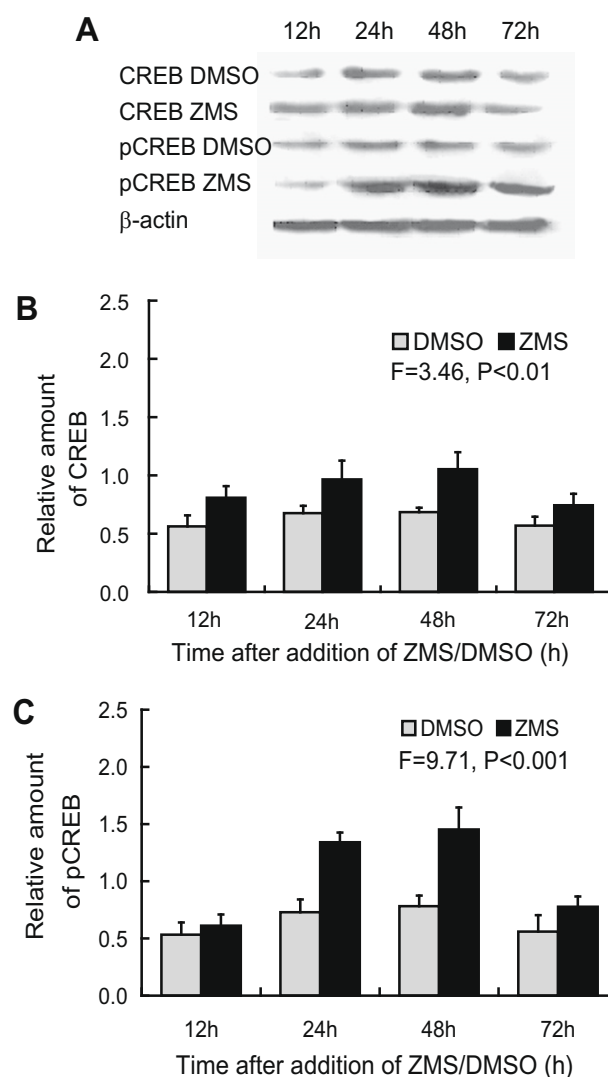 A
12h 24h 48h 72h
CREB DMSO
CREB ZMS
pCREB DMSO
pCREB ZMS
β-actin
B
2.5
2.0
1.5
1.0
0.5
0.0
Relative amount
of CREB
DMSO ZMS
F=3.46, P<0.01
12h 24h 48h 72h
Time after addition of ZMS/DMSO (h)
C
2.5
2.0
1.5
1.0
0.5
0.0
Relative amount
of pCREB
DMSO ZMS
F=9.71, P<0.001
12h 24h 48h 72h
Time after addition of ZMS/DMSO (h)